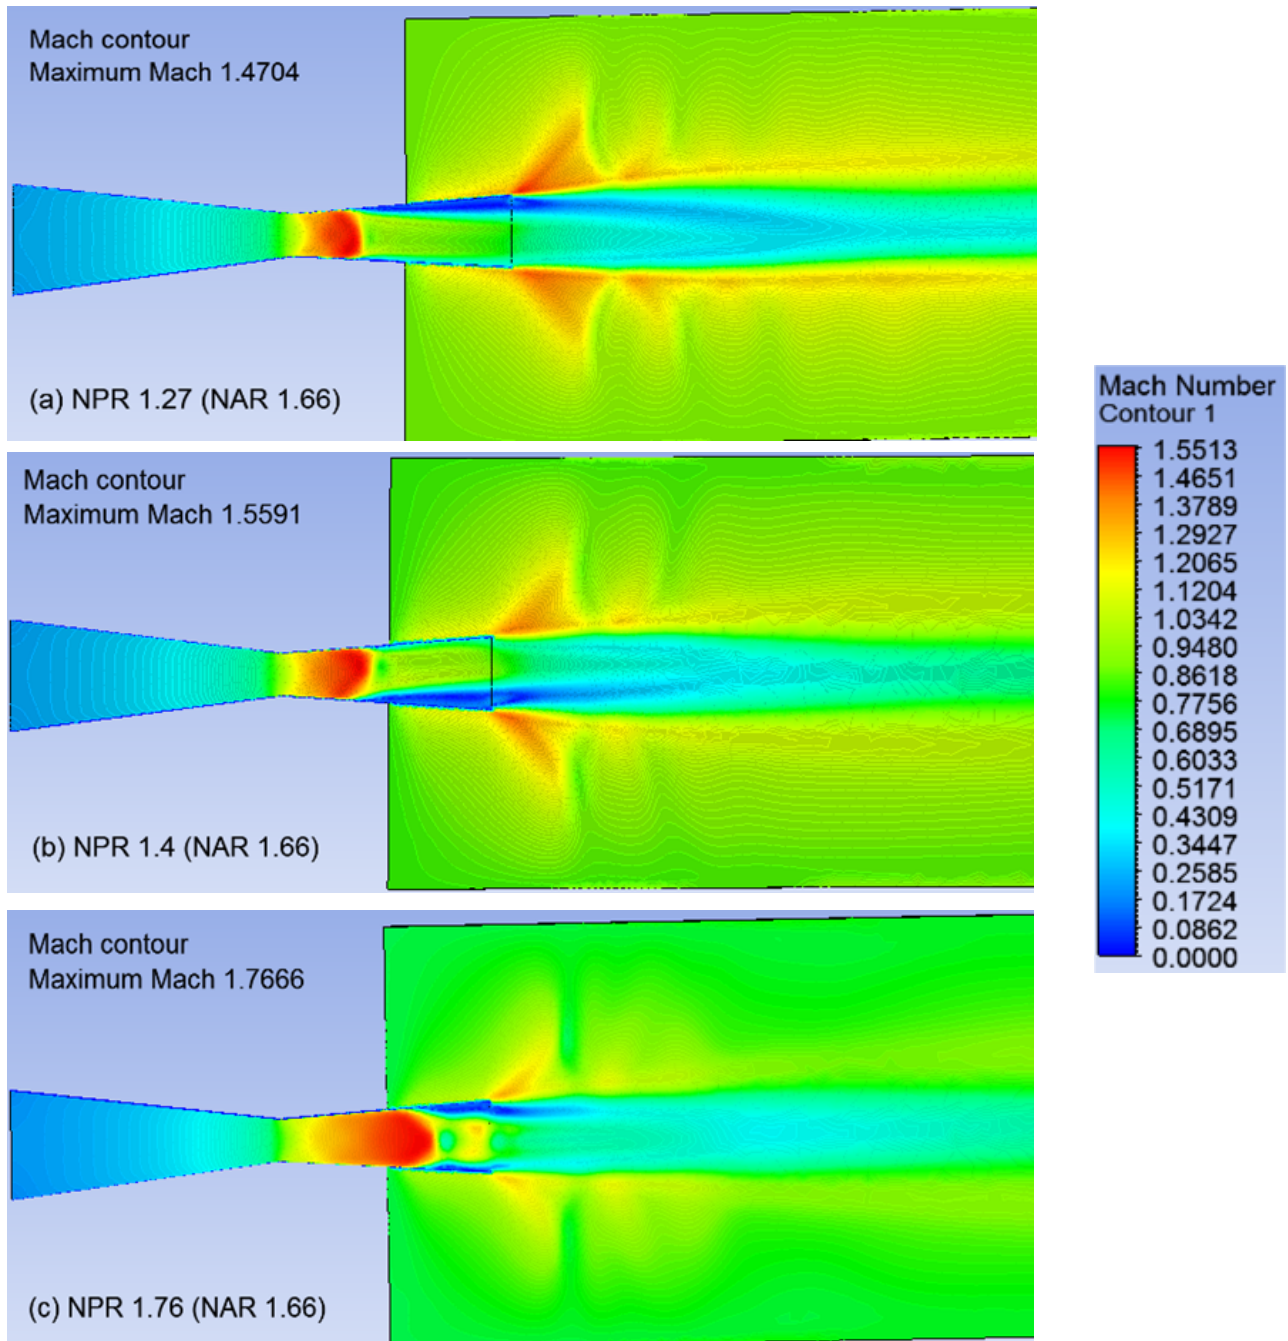 Mach contour
Maximum Mach 1.4704
(a) NPR 1.27 (NAR 1.66)
Mach contour
Maximum Mach 1.5591
(b) NPR 1.4 (NAR 1.66)
Mach contour
Maximum Mach 1.7666
(c) NPR 1.76 (NAR 1.66)
Mach Number
Contour 1
1.5513
1.4651
1.3789
1.2927
1.2065
1.1204
1.0342
0.9480
0.8618
0.7756
0.6895
0.6033
0.5171
0.4309
0.3447
0.2585
0.1724
0.0862
0.0000